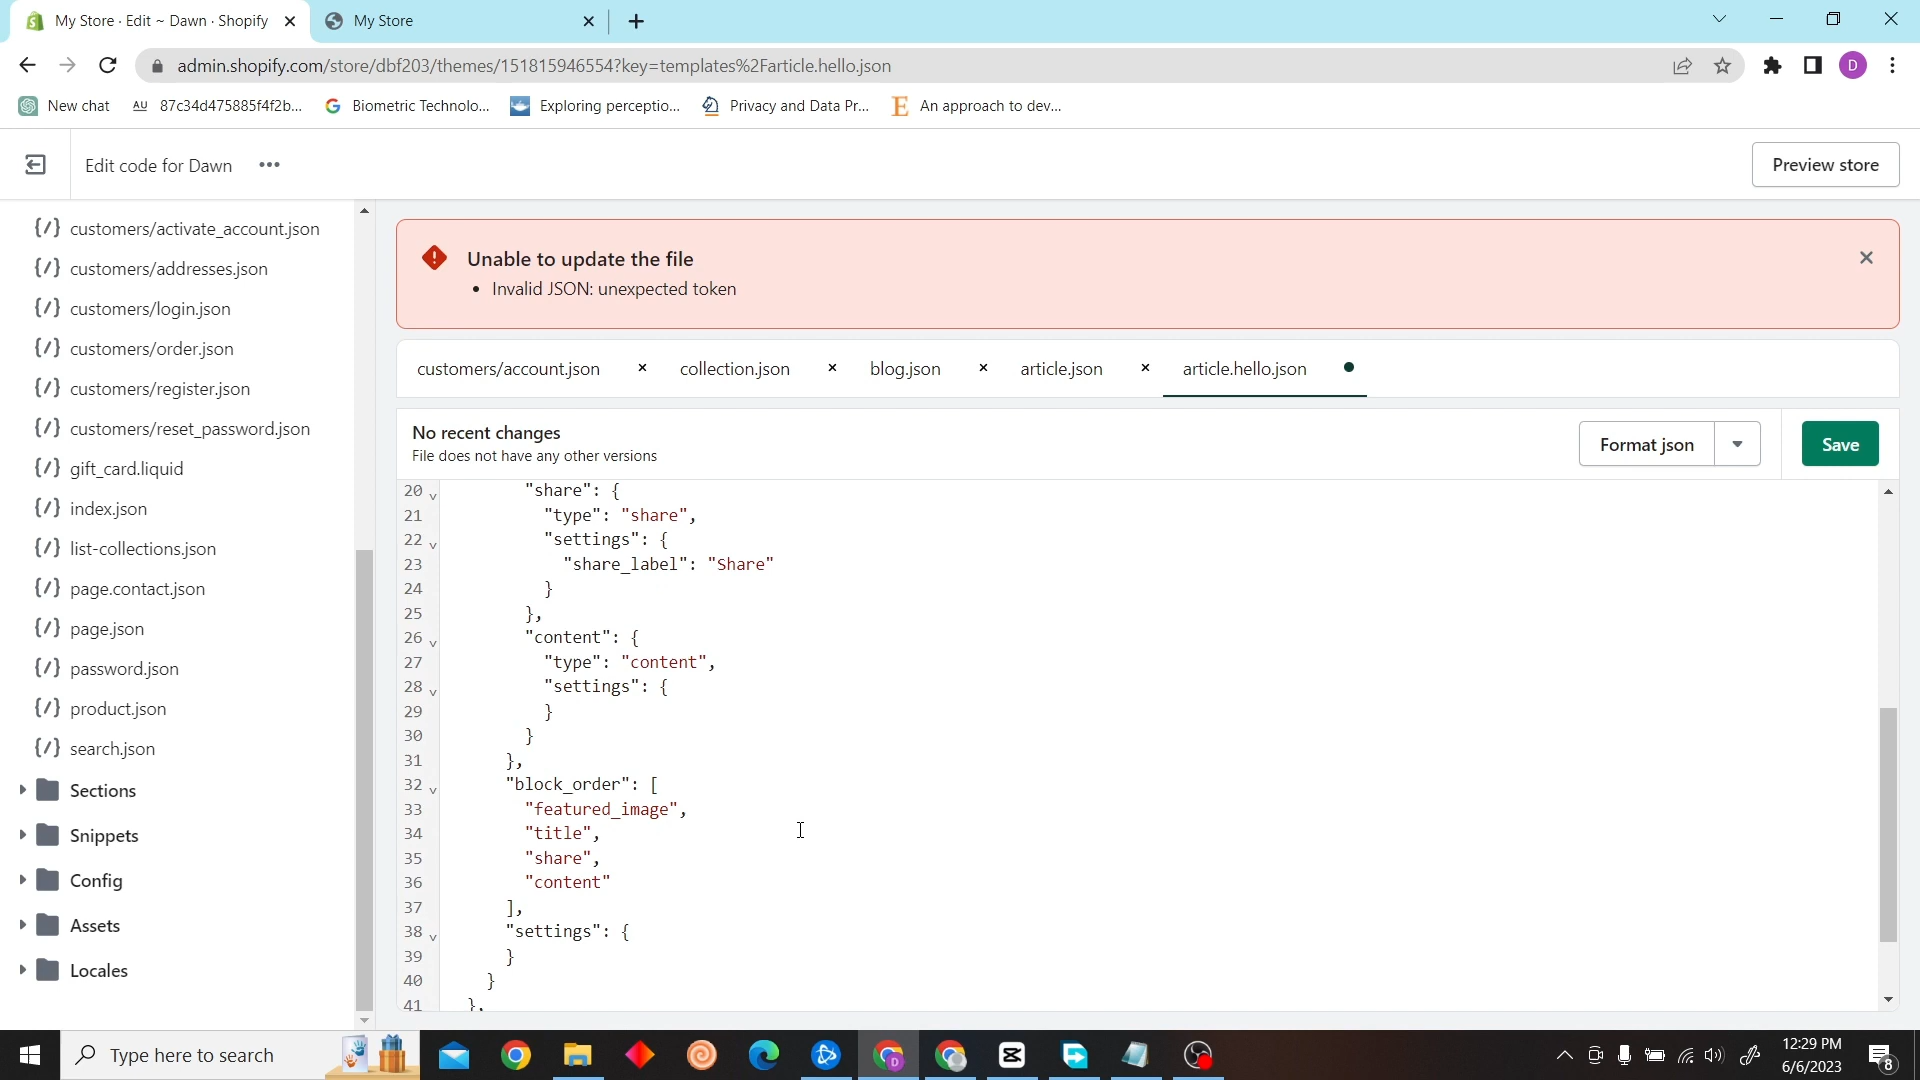 My Store · Edit ~ Dawn · Shopify
My Store
admin.shopify.com/store/dbf203/themes/151815946554?key=templates%2Farticle.hello.json
D
New chat
AU 87c34d475885f4f2b...
Biometric Technolo...
Exploring perceptio...
Privacy and Data Pr...
E An approach to dev...
Edit code for Dawn
Preview store
{/} customers/activate_account.json
{/} customers/addresses.json
{/} customers/login.json
{/} customers/order.json
{/} customers/register.json
{/} customers/reset_password.json
{/} gift_card.liquid
{/} index.json
{/} list-collections.json
{/} page.contact.json
{/} page.json
{/} password.json
{/} product.json
{/} search.json
Sections
Snippets
Config
Assets
Locales
Unable to update the file
• Invalid JSON: unexpected token
customers/account.json
collection.json
blog.json
article.json
article.hello.json
No recent changes
File does not have any other versions
Format json
Save
20 "share": {
21 "type": "share",
22 "settings": {
23 "share_label": "Share"
24 }
25 },
26 "content": {
27 "type": "content",
28 "settings": {
29 }
30 }
31 },
32 "block_order": [
33 "featured_image",
34 "title",
35 "share",
36 "content"
37 ],
38 "settings": {
39 }
40 }
41 },
Type here to search
D
12:29 PM
6/6/2023
8